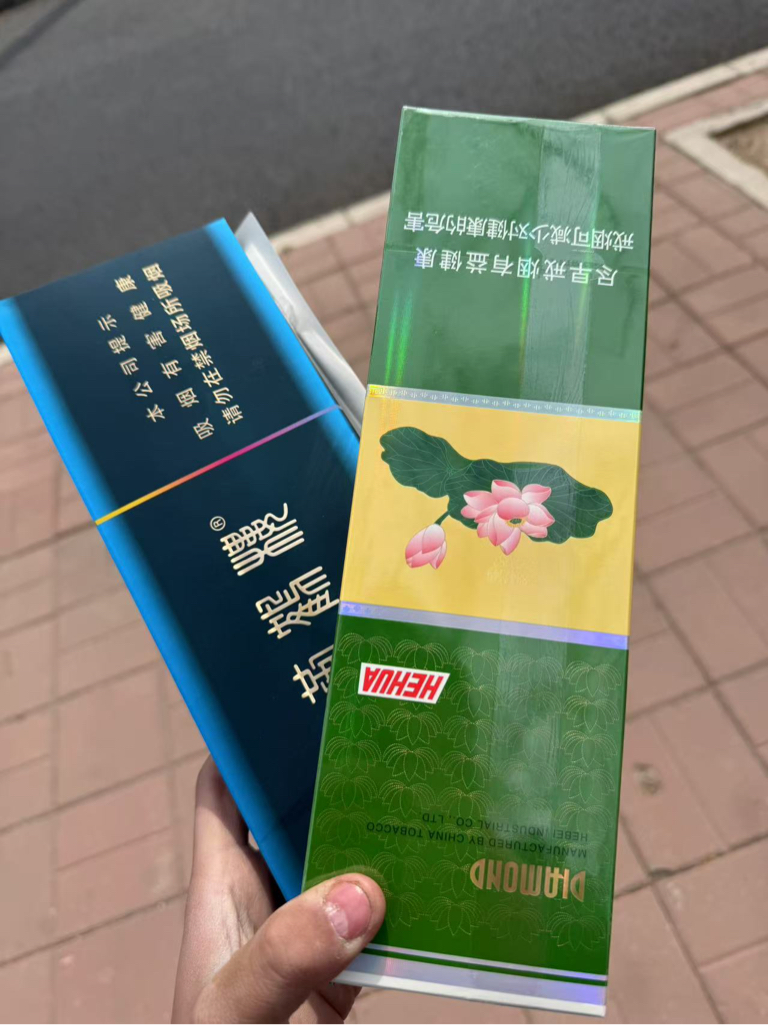 本公司提示
吸烟有害健康
请勿在禁烟场所吸烟
®
尽早戒烟有益健康
戒烟可减少对健康的危害
HEHUA
DIAMOND
MANUFACTURED BY CHINA TOBACCO
HEBEI INDUSTRIAL CO., LTD